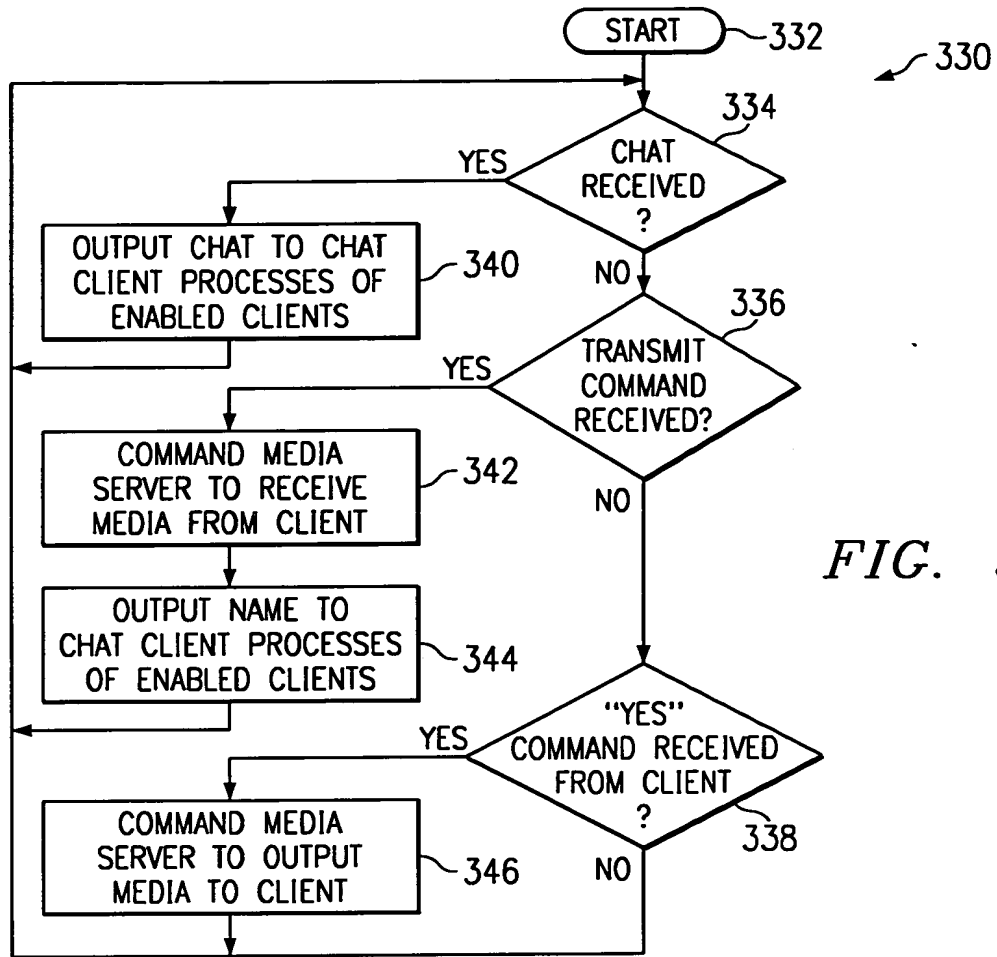 START
332
330
334
CHAT
RECEIVED
?
YES
NO
OUTPUT CHAT TO CHAT
CLIENT PROCESSES OF
ENABLED CLIENTS
340
336
TRANSMIT
COMMAND
RECEIVED?
YES
NO
COMMAND MEDIA
SERVER TO RECEIVE
MEDIA FROM CLIENT
342
OUTPUT NAME TO
CHAT CLIENT PROCESSES
OF ENABLED CLIENTS
344
FIG.
"YES"
COMMAND RECEIVED
FROM CLIENT
?
338
YES
NO
COMMAND MEDIA
SERVER TO OUTPUT
MEDIA TO CLIENT
346